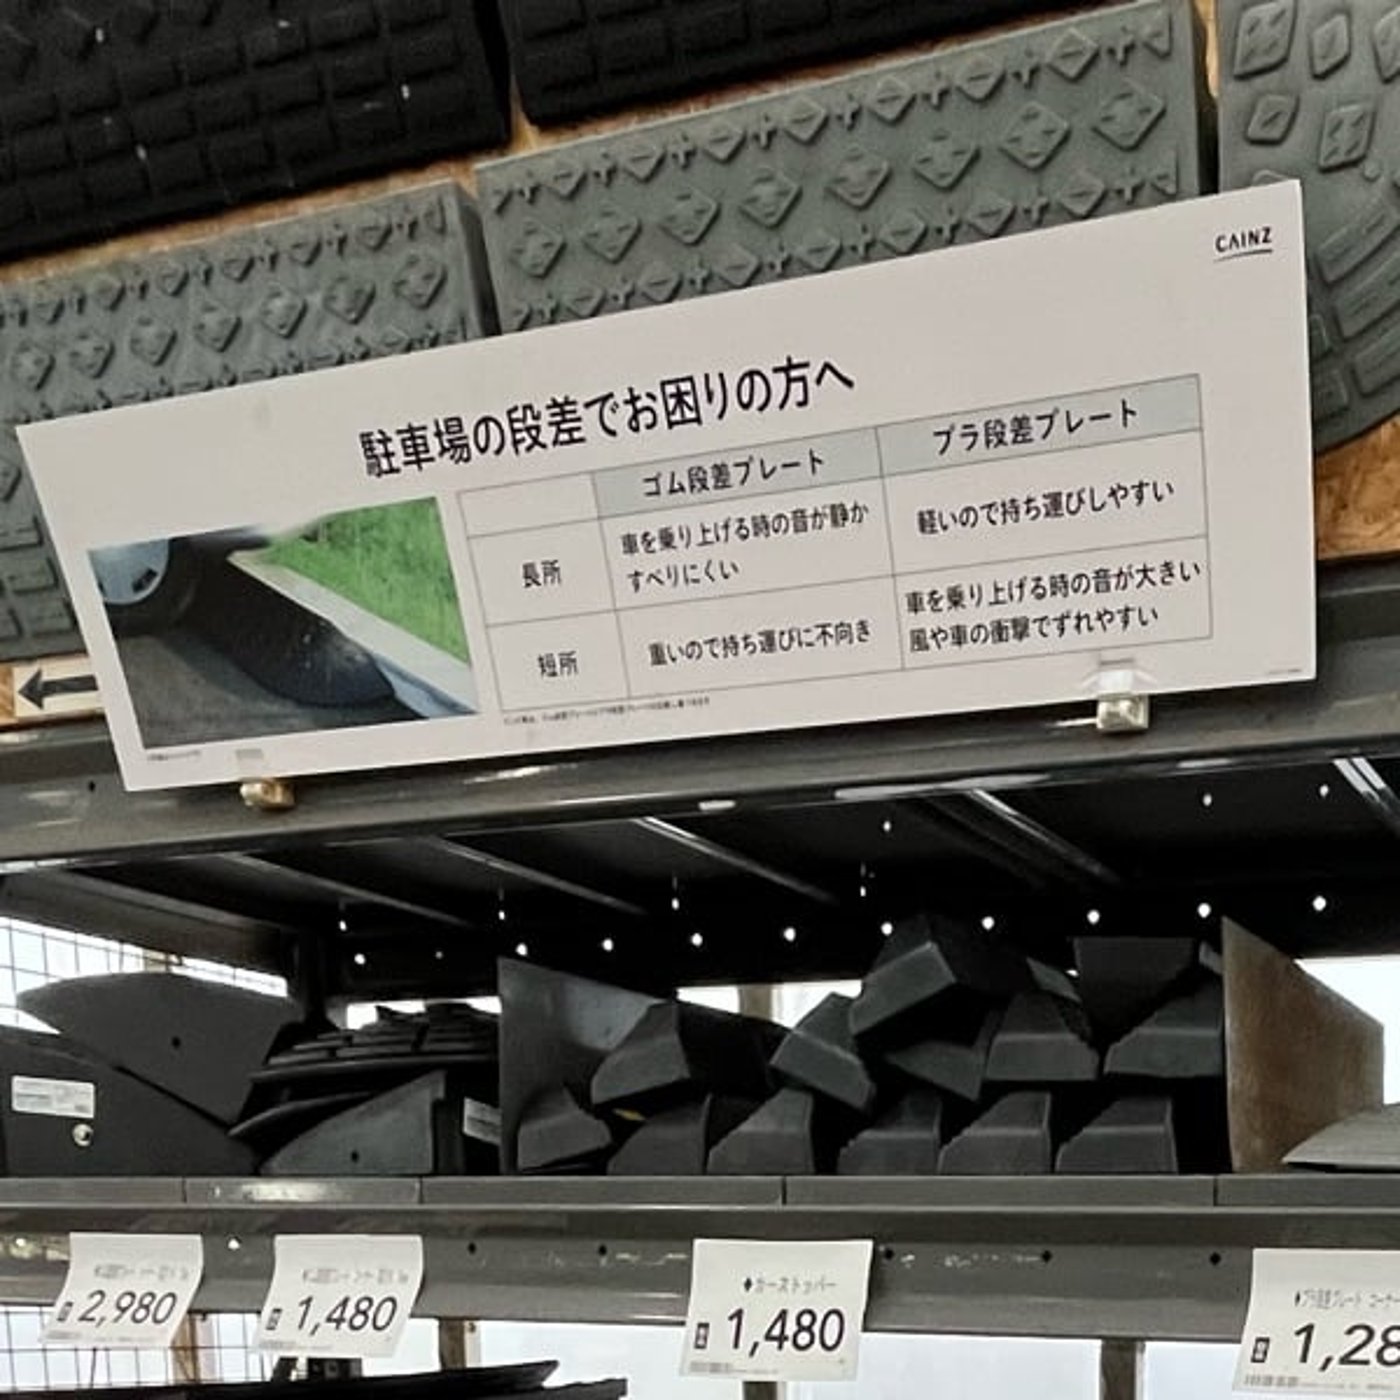 CAINZ
駐車場の段差でお困りの方へ
ゴム段差プレート
プラ段差プレート
長所
車を乗り上げる時の音が静か
すべりにくい
軽いので持ち運びしやすい
短所
重いので持ち運びに不向き
車を乗り上げる時の音が大きい
風や車の衝撃でずれやすい
2,980
1,480
カーストッパー
1,480
1,28